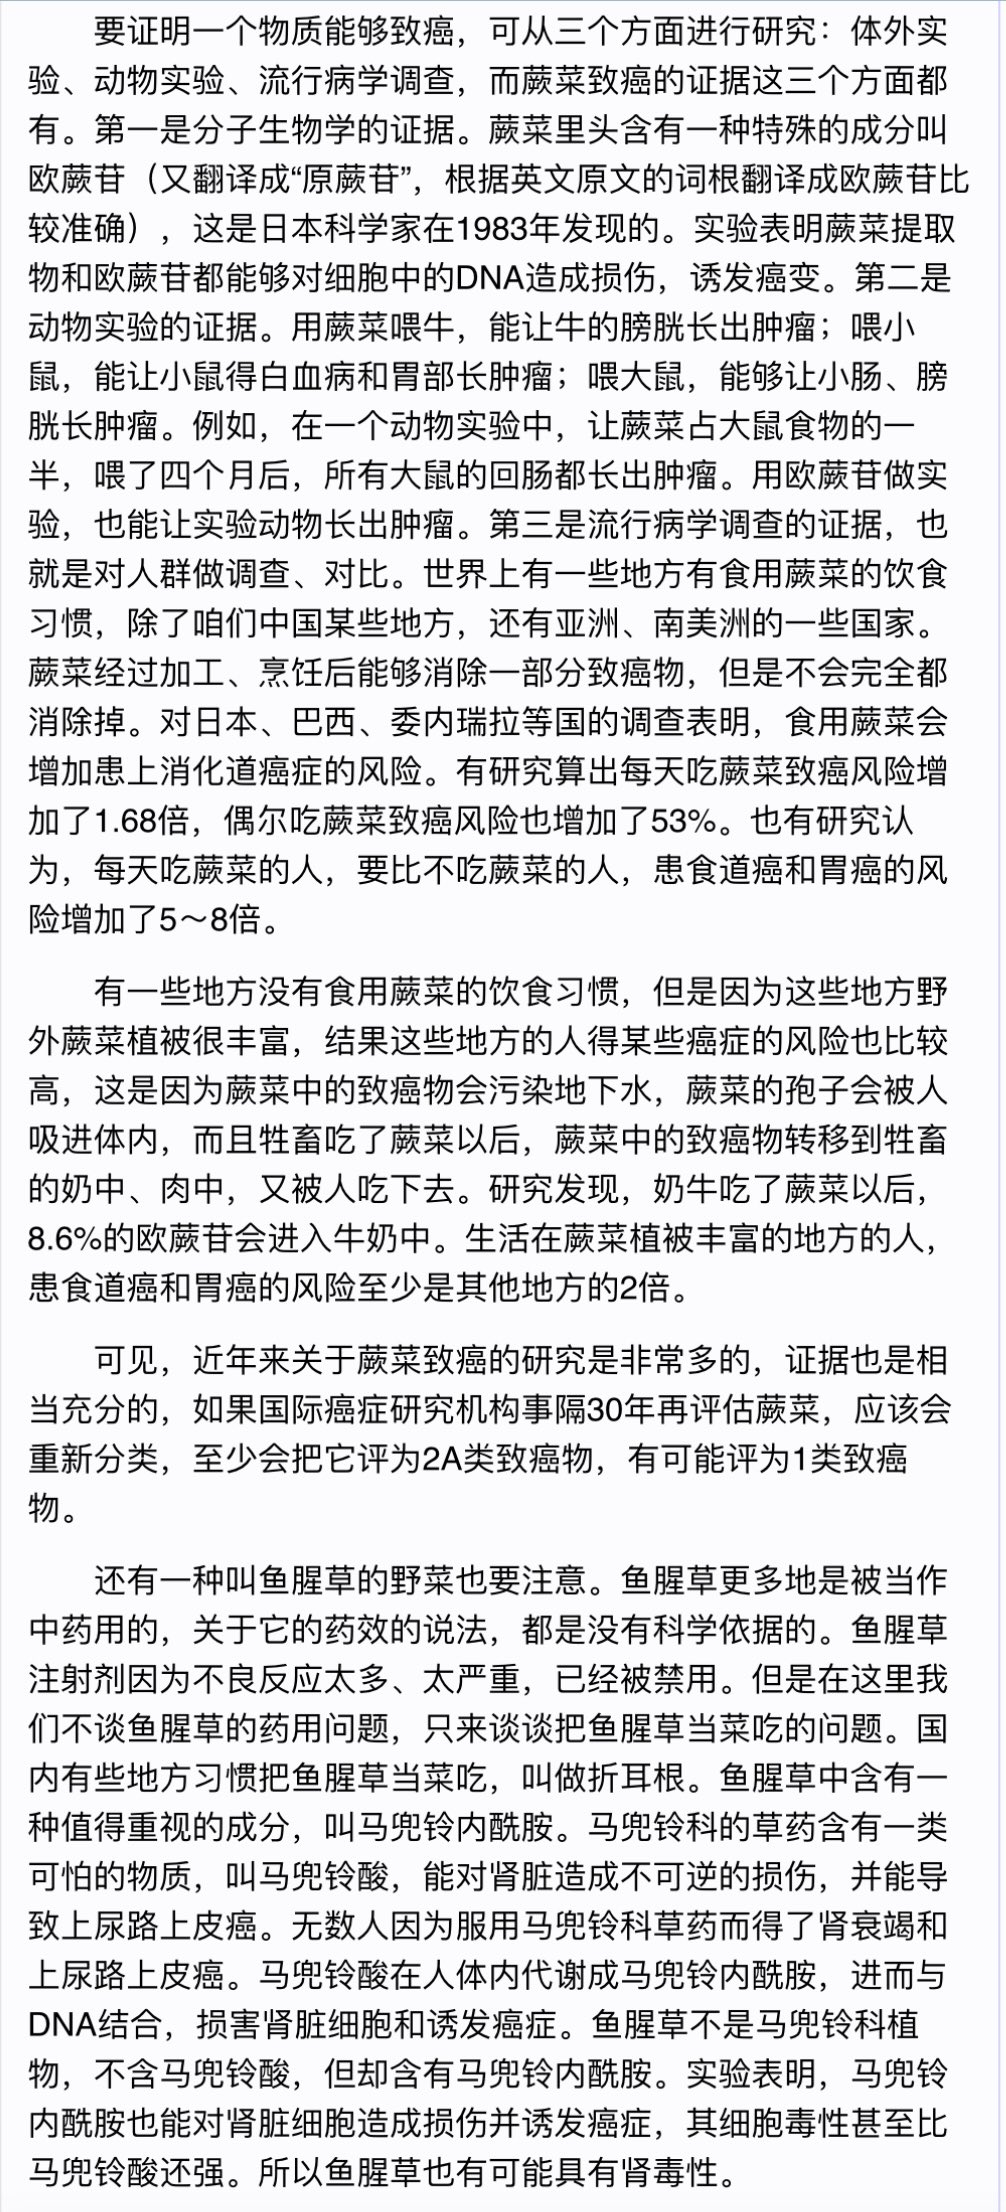 要证明一个物质能够致癌，可从三个方面进行研究：体外实
验、动物实验、流行病学调查，而蕨菜致癌的证据这三个方面都
有。第一是分子生物学的证据。蕨菜里头含有一种特殊的成分叫
欧蕨苷（又翻译成“原蕨苷”，根据英文原文的词根翻译成欧蕨苷比
较准确），这是日本科学家在1983年发现的。实验表明蕨菜提取
物和欧蕨苷都能够对细胞中的DNA造成损伤，诱发癌变。第二是
动物实验的证据。用蕨菜喂牛，能让牛的膀胱长出肿瘤；喂小
鼠，能让小鼠得白血病和胃部长肿瘤；喂大鼠，能够让小肠、膀
胱长肿瘤。例如，在一个动物实验中，让蕨菜占大鼠食物的一
半，喂了四个月后，所有大鼠的回肠都长出肿瘤。用欧蕨苷做实
验，也能让实验动物长出肿瘤。第三是流行病学调查的证据，也
就是对人群做调查、对比。世界上有一些地方有食用蕨菜的饮食
习惯，除了咱们中国某些地方，还有亚洲、南美洲的一些国家。
蕨菜经过加工、烹饪后能够消除一部分致癌物，但是不会完全都
消除掉。对日本、巴西、委内瑞拉等国的调查表明，食用蕨菜会
增加患上消化道癌症的风险。有研究算出每天吃蕨菜致癌风险增
加了1.68倍，偶尔吃蕨菜致癌风险也增加了53%。也有研究认
为，每天吃蕨菜的人，要比不吃蕨菜的人，患食道癌和胃癌的风
险增加了5～8倍。
有一些地方没有食用蕨菜的饮食习惯，但是因为这些地方野
外蕨菜植被很丰富，结果这些地方的人得某些癌症的风险也比较
高，这是因为蕨菜中的致癌物会污染地下水，蕨菜的孢子会被人
吸进体内，而且牲畜吃了蕨菜以后，蕨菜中的致癌物转移到牲畜
的奶中、肉中，又被人吃下去。研究发现，奶牛吃了蕨菜以后，
8.6%的欧蕨苷会进入牛奶中。生活在蕨菜植被丰富的地方的人，
患食道癌和胃癌的风险至少是其他地方的2倍。
可见，近年来关于蕨菜致癌的研究是非常多的，证据也是相
当充分的，如果国际癌症研究机构事隔30年再评估蕨菜，应该会
重新分类，至少会把它评为2A类致癌物，有可能评为1类致癌
物。
还有一种叫鱼腥草的野菜也要注意。鱼腥草更多地是被当作
中药用的，关于它的药效的说法，都是没有科学依据的。鱼腥草
注射剂因为不良反应太多、太严重，已经被禁用。但是在这里我
们不谈鱼腥草的药用问题，只来谈谈把鱼腥草当菜吃的问题。国
内有些地方习惯把鱼腥草当菜吃，叫做折耳根。鱼腥草中含有一
种值得重视的成分，叫马兜铃内酰胺。马兜铃科的草药含有一类
可怕的物质，叫马兜铃酸，能对肾脏造成不可逆的损伤，并能导
致上尿路上皮癌。无数人因为服用马兜铃科草药而得了肾衰竭和
上尿路上皮癌。马兜铃酸在人体内代谢成马兜铃内酰胺，进而与
DNA结合，损害肾脏细胞和诱发癌症。鱼腥草不是马兜铃科植
物，不含马兜铃酸，但却含有马兜铃内酰胺。实验表明，马兜铃
内酰胺也能对肾脏细胞造成损伤并诱发癌症，其细胞毒性甚至比
马兜铃酸还强。所以鱼腥草也有可能具有肾毒性。